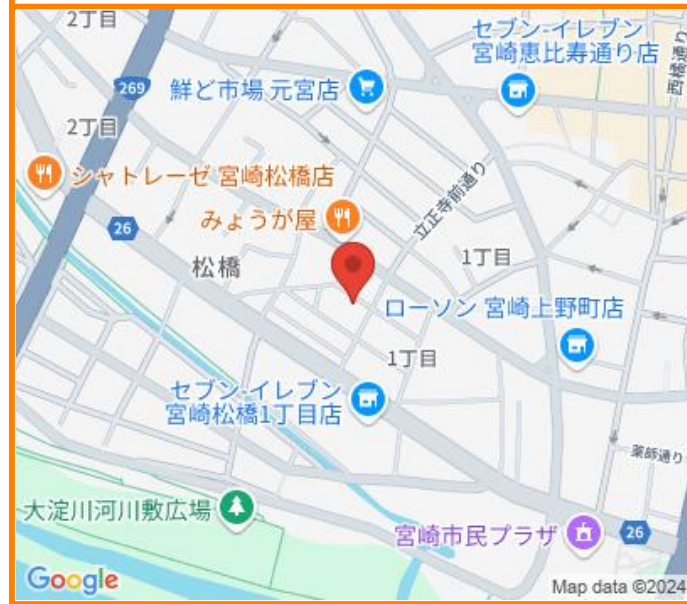 2丁目
セブン-イレブン
宮崎恵比寿通り店
西橘通り
269
鮮ど市場 元宮店
2丁目
シャトレーゼ 宮崎松橋店
立正寺前通り
みょうが屋
26
松橋
1丁目
ローソン 宮崎上野町店
1丁目
セブン-イレブン
宮崎松橋1丁目店
薬師通り
大淀川河川敷広場
宮崎市民プラザ
26
Google
Map data ©2024